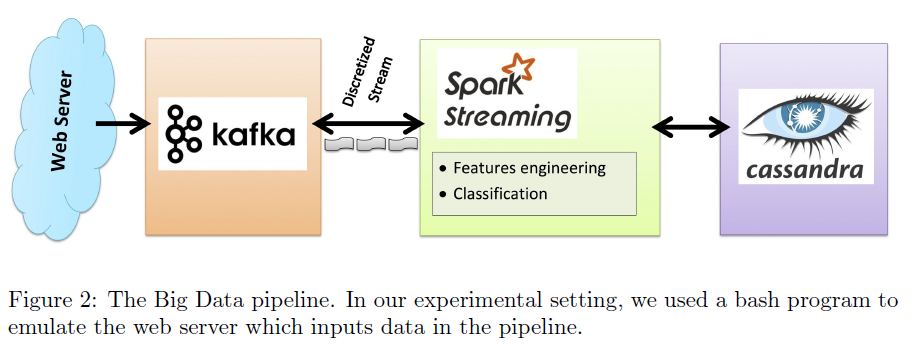 Web Server
kafka
Discretized
Stream
Spark
Streaming
• Features engineering
• Classification
cassandra
Figure 2: The Big Data pipeline. In our experimental setting, we used a bash program to
emulate the web server which inputs data in the pipeline.